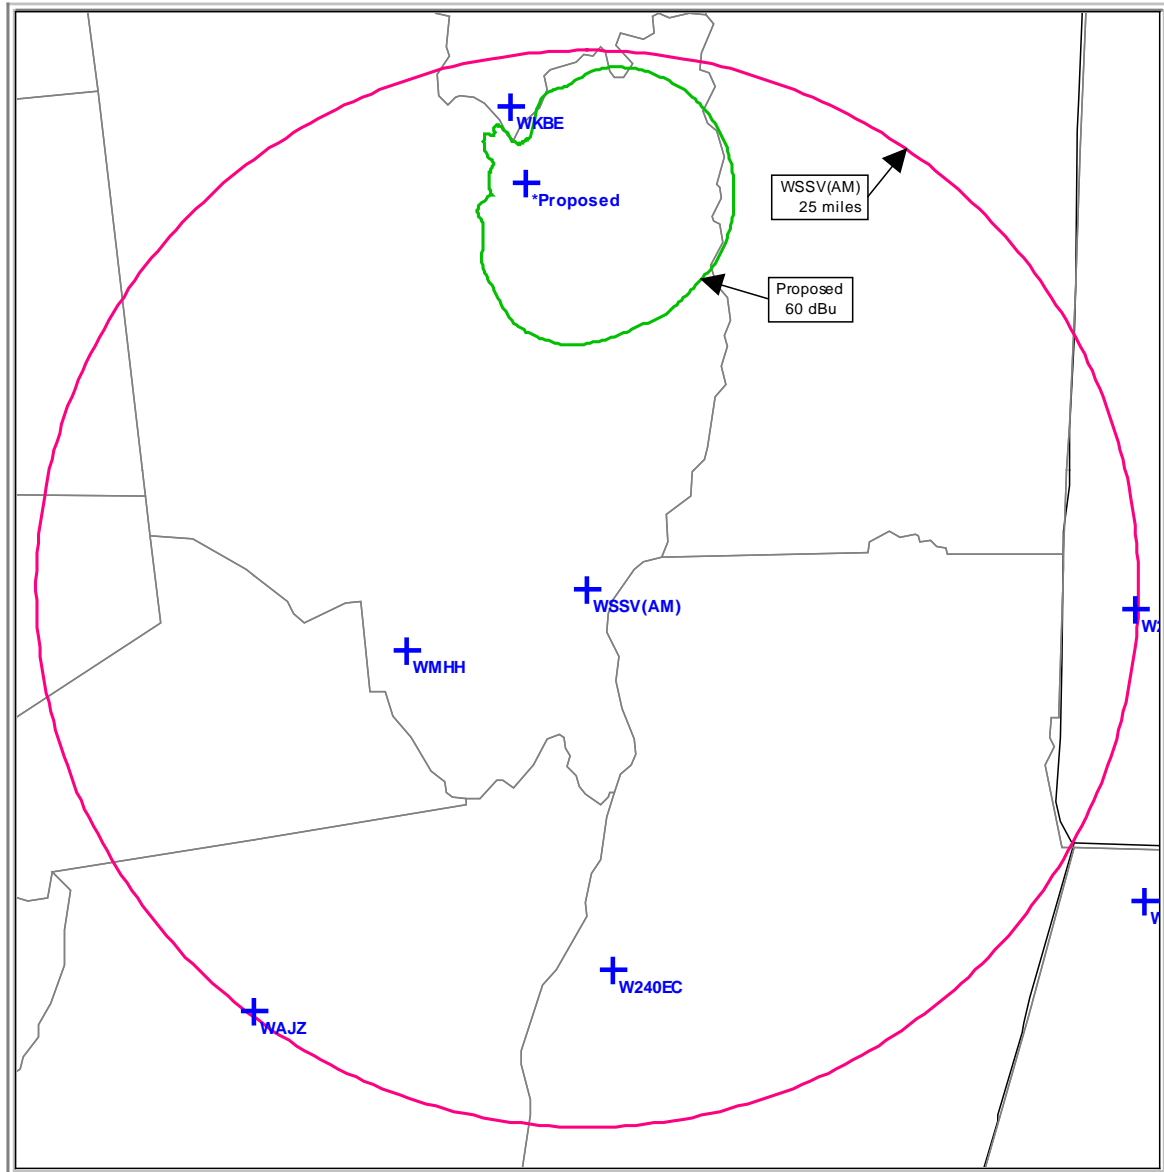 WKBE
*Proposed
WSSV(AM)
25 miles
Proposed
60 dBu
WSSV(AM)
WMHH
W240EC
WAJZ